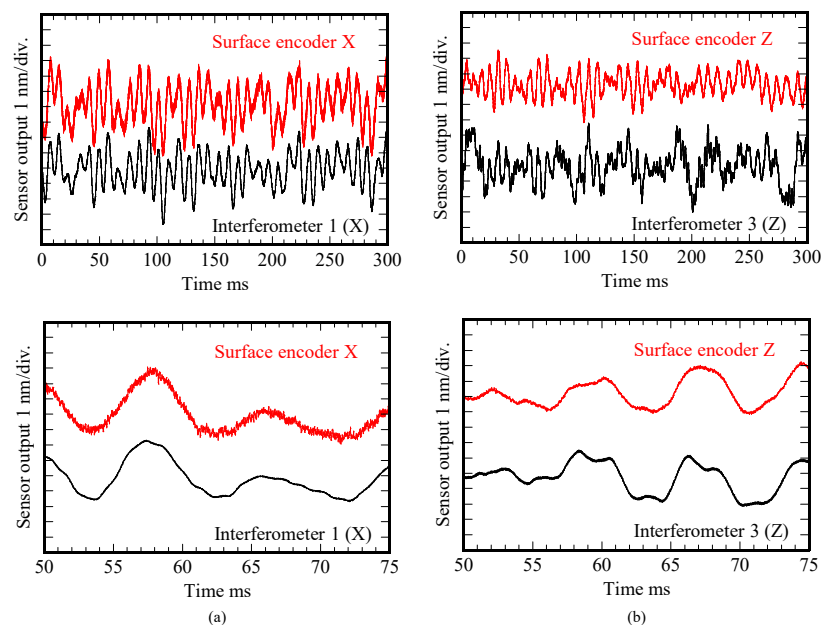 Sensor output 1 nm/div.
Surface encoder X
Interferometer 1 (X)
0 50 100 150 200 250 300
Time ms
Sensor output 1 nm/div.
Surface encoder Z
Interferometer 3 (Z)
0 50 100 150 200 250 300
Time ms
Sensor output 1 nm/div.
Surface encoder X
Interferometer 1 (X)
50 55 60 65 70 75
Time ms
(a)
Sensor output 1 nm/div.
Surface encoder Z
Interferometer 3 (Z)
50 55 60 65 70 75
Time ms
(b)